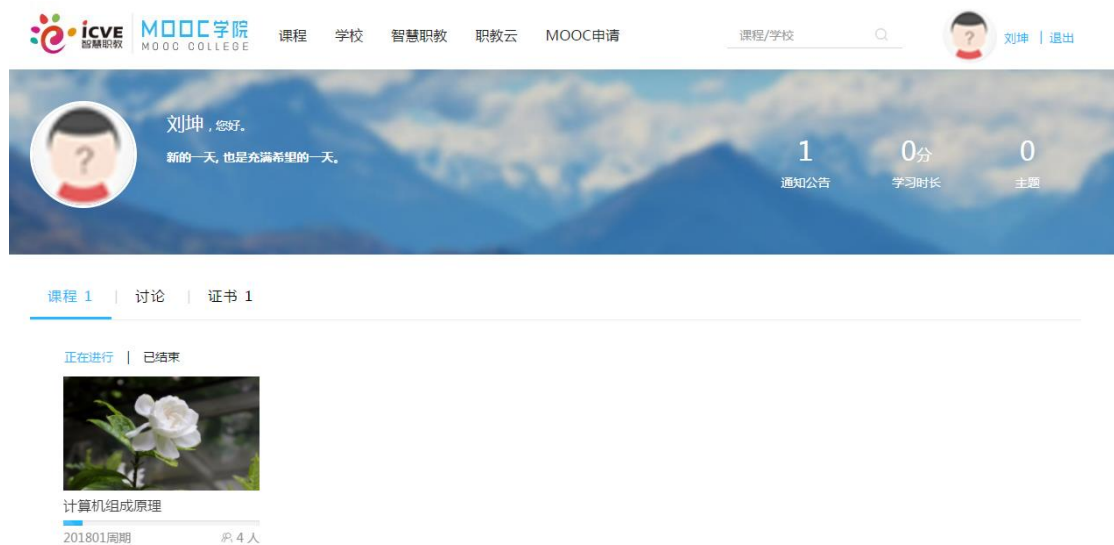 icve 智慧职教 MOOC学院 MOOC COLLEGE 课程 学校 智慧职教 职教云 MOOC申请 课程/学校 刘坤 | 退出
刘坤 , 您好。
新的一天, 也是充满希望的一天。
1 0分 0
通知公告 学习时长 主题
课程 1 | 讨论 | 证书 1
正在进行 | 已结束
计算机组成原理
201801周期 4 人